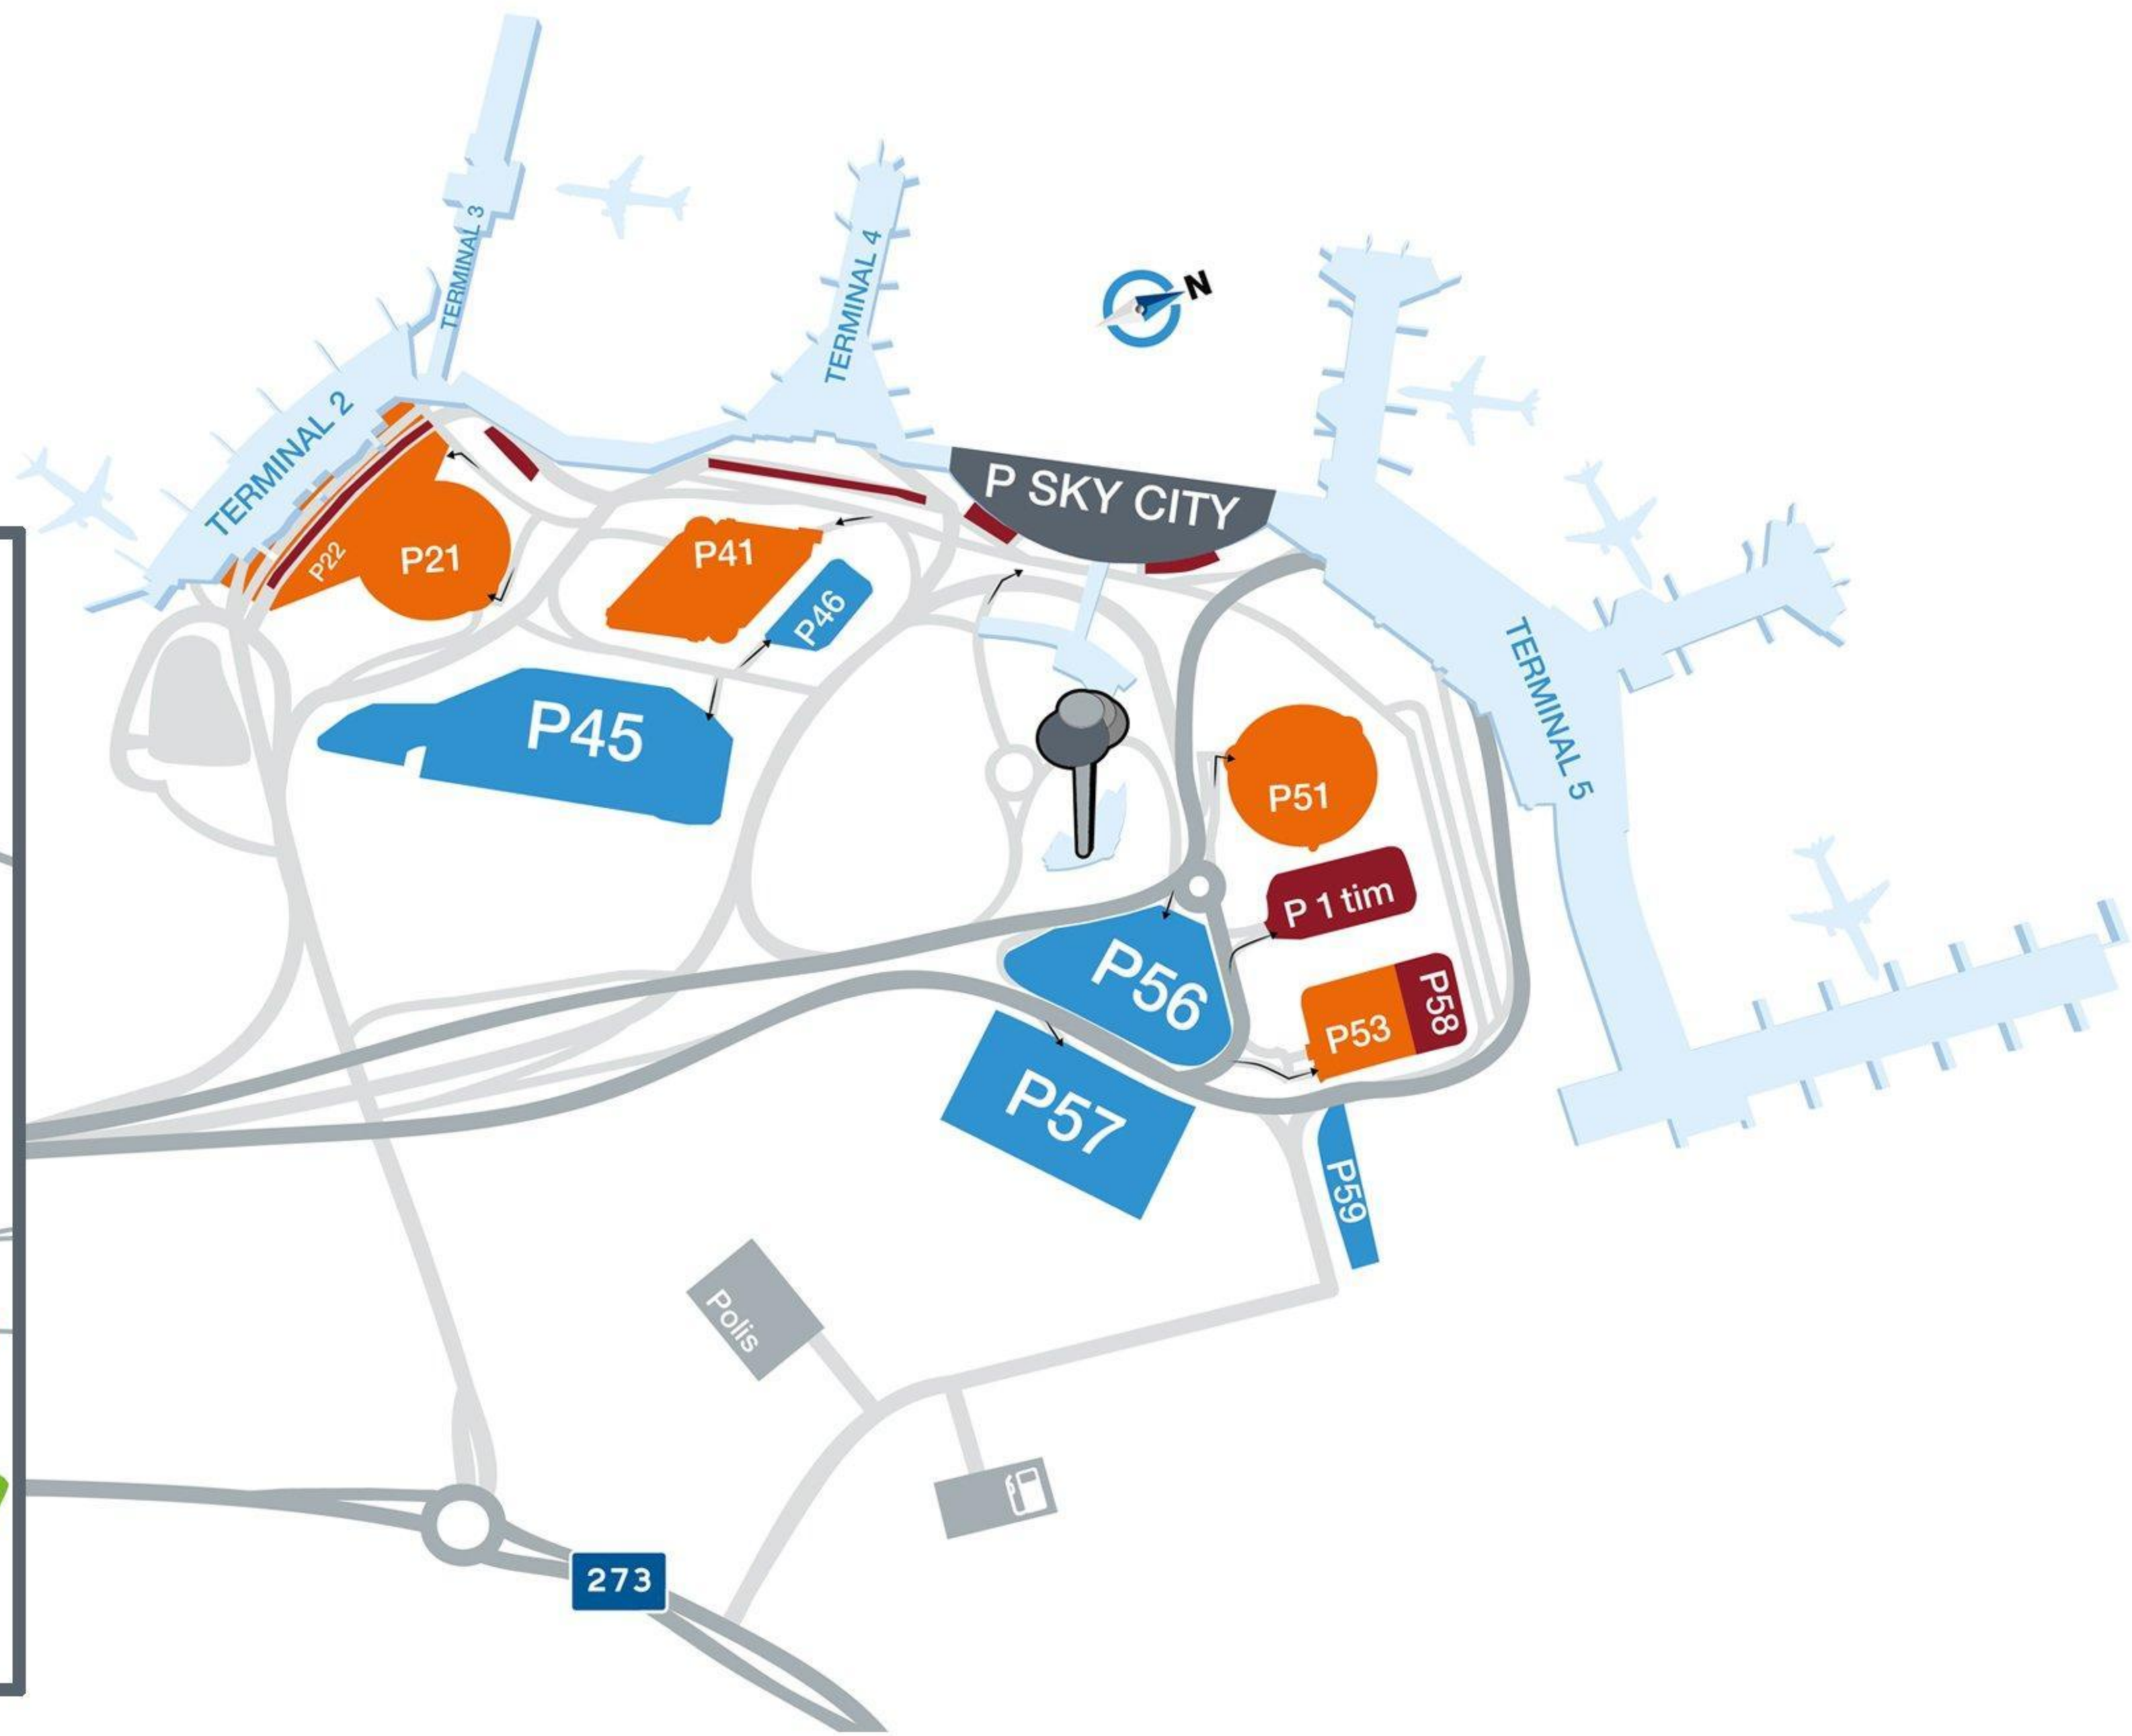 TERMINAL 3
TERMINAL 4
N
TERMINAL 2
P SKY CITY
P22
P21
P41
P46
P45
TERMINAL 5
P51
P 1 tim
P56
P53
P58
P57
P59
Polis
273